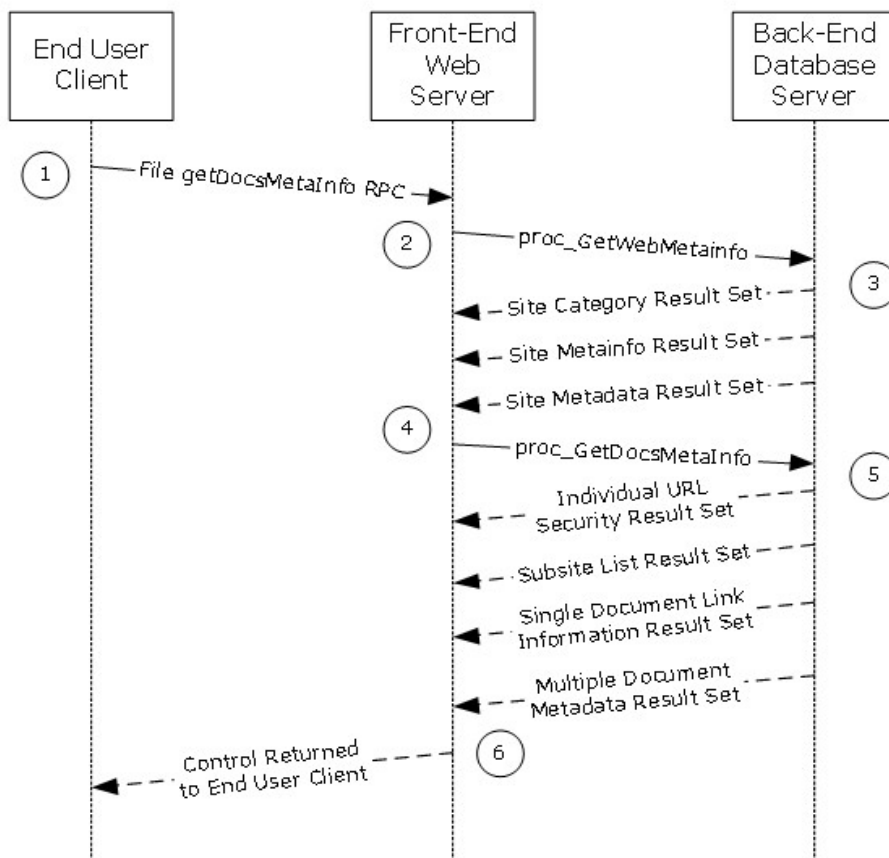 End User
Client
Front-End
Web
Server
Back-End
Database
Server
1
File getDocsMetaInfo RPC
2
proc_GetWebMetainfo
3
Site Category Result Set
Site Metainfo Result Set
Site Metadata Result Set
4
proc_GetDocsMetaInfo
5
Individual URL
Security Result Set
Subsite List Result Set
Single Document Link
Information Result Set
Multiple Document
Metadata Result Set
6
Control Returned
to End User Client